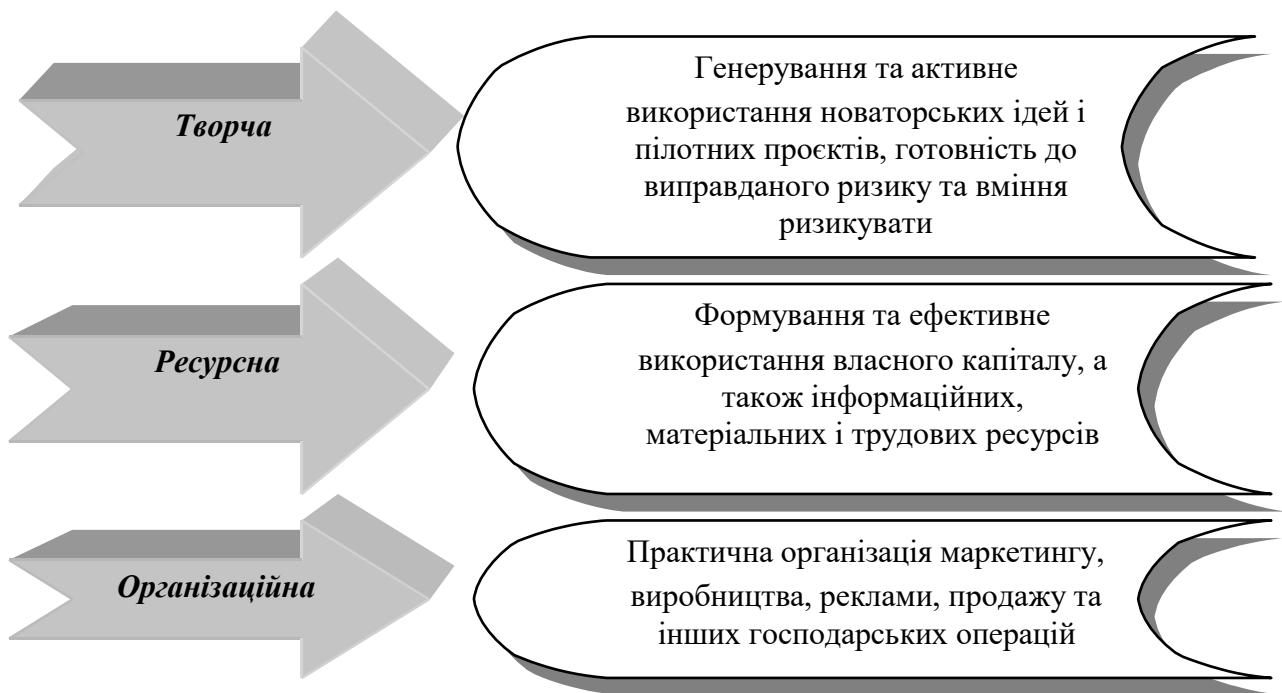 Творча
Генерування та активне
використання новаторських ідей і
пілотних проєктів, готовність до
виправданого ризику та вміння
ризикувати
Ресурсна
Формування та ефективне
використання власного капіталу, а
також інформаційних,
матеріальних і трудових ресурсів
Організаційна
Практична організація маркетингу,
виробництва, реклами, продажу та
інших господарських операцій